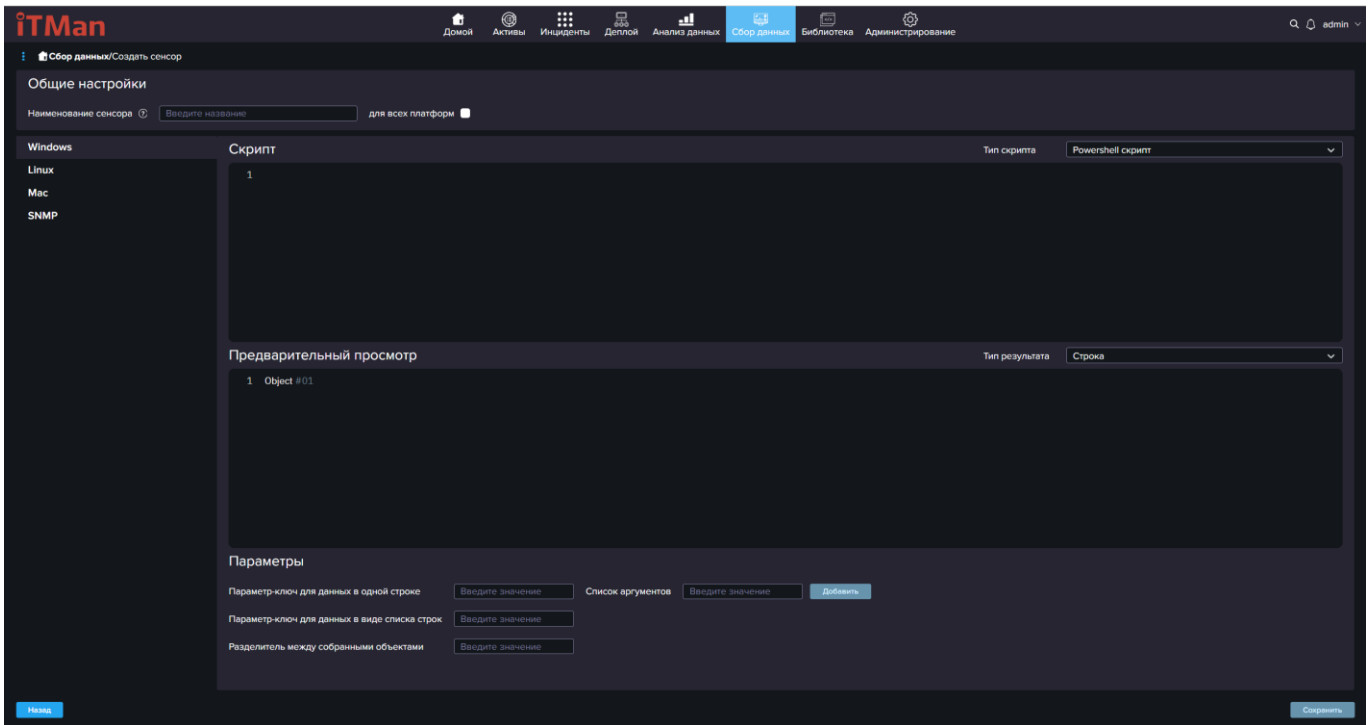 iTMan
Домой Активы Инциденты Деплой Анализ данных Сбор данных Библиотека Администрирование admin
Сбор данных/Создать сенсор
Общие настройки
Наименование сенсора ? Введите название для всех платформ
Windows
Linux
Mac
SNMP
Скрипт Тип скрипта Powershell скрипт
1
Предварительный просмотр Тип результата Строка
1 Object #01
Параметры
Параметр-ключ для данных в одной строке Введите значение Список аргументов Введите значение Добавить
Параметр-ключ для данных в виде списка строк Введите значение
Разделитель между собранными объектами Введите значение
Назад Сохранить